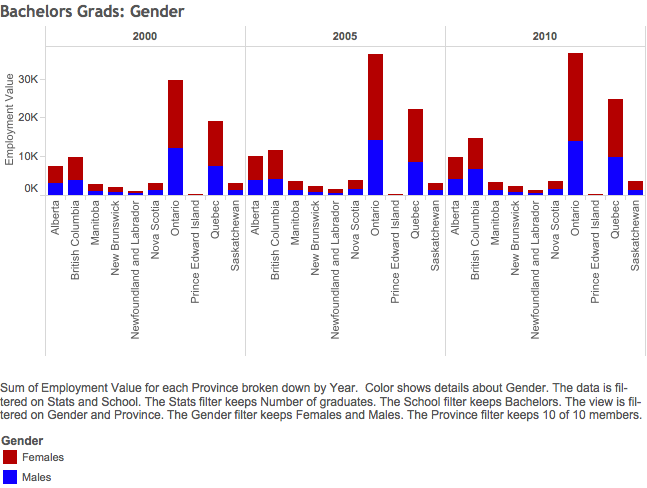 Bachelors Grads: Gender
2000 2005 2010
Employment Value
30K
20K
10K
0K
Alberta
British Columbia
Manitoba
New Brunswick
Newfoundland and Labrador
Nova Scotia
Ontario
Prince Edward Island
Quebec
Saskatchewan
Alberta
British Columbia
Manitoba
New Brunswick
Newfoundland and Labrador
Nova Scotia
Ontario
Prince Edward Island
Quebec
Saskatchewan
Alberta
British Columbia
Manitoba
New Brunswick
Newfoundland and Labrador
Nova Scotia
Ontario
Prince Edward Island
Quebec
Saskatchewan
Sum of Employment Value for each Province broken down by Year.  Color shows details about Gender. The data is fil-
tered on Stats and School. The Stats filter keeps Number of graduates. The School filter keeps Bachelors. The view is fil-
tered on Gender and Province. The Gender filter keeps Females and Males. The Province filter keeps 10 of 10 members.
Gender
Females
Males